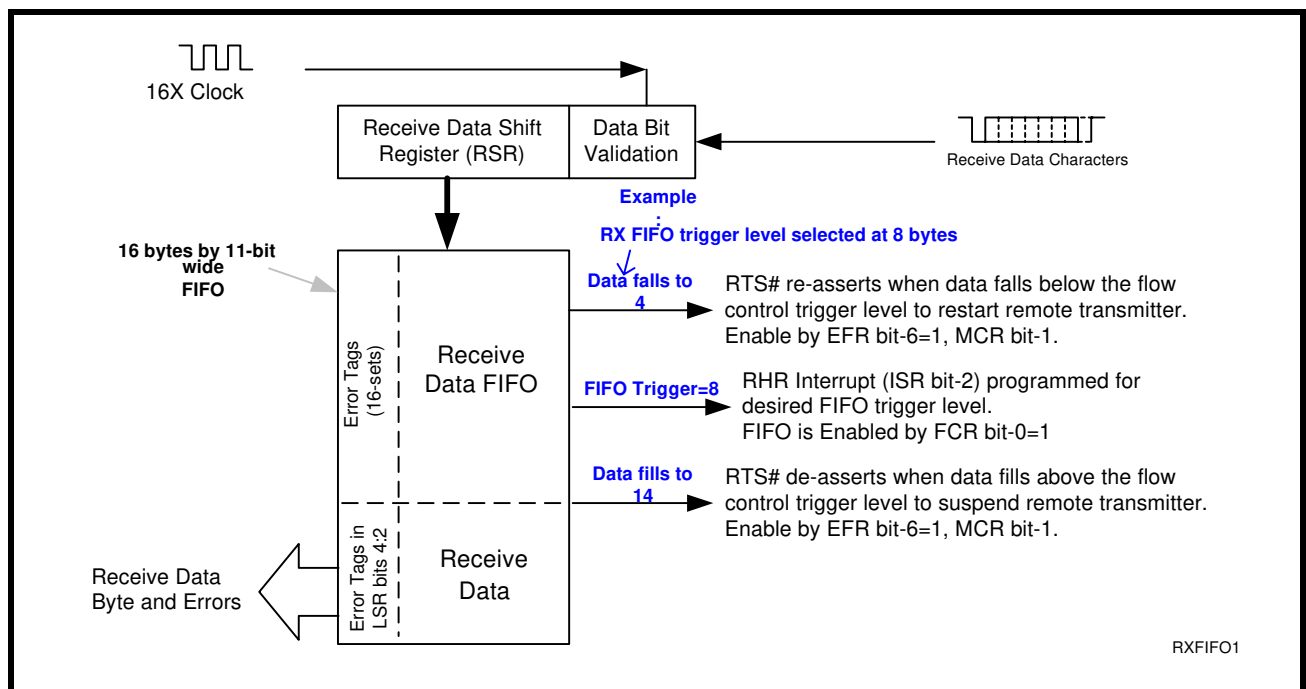 16X Clock
Receive Data Shift
Register (RSR)
Data Bit
Validation
Receive Data Characters
Example
:
RX FIFO trigger level selected at 8 bytes
16 bytes by 11-bit
wide
FIFO
Data falls to
4
RTS# re-asserts when data falls below the flow
control trigger level to restart remote transmitter.
Enable by EFR bit-6=1, MCR bit-1.
Error Tags
(16-sets)
Receive
Data FIFO
FIFO Trigger=8
RHR Interrupt (ISR bit-2) programmed for
desired FIFO trigger level.
FIFO is Enabled by FCR bit-0=1
Data fills to
14
RTS# de-asserts when data fills above the flow
control trigger level to suspend remote transmitter.
Enable by EFR bit-6=1, MCR bit-1.
Error Tags in
LSR bits 4:2
Receive
Data
Receive Data
Byte and Errors
RXFIFO1